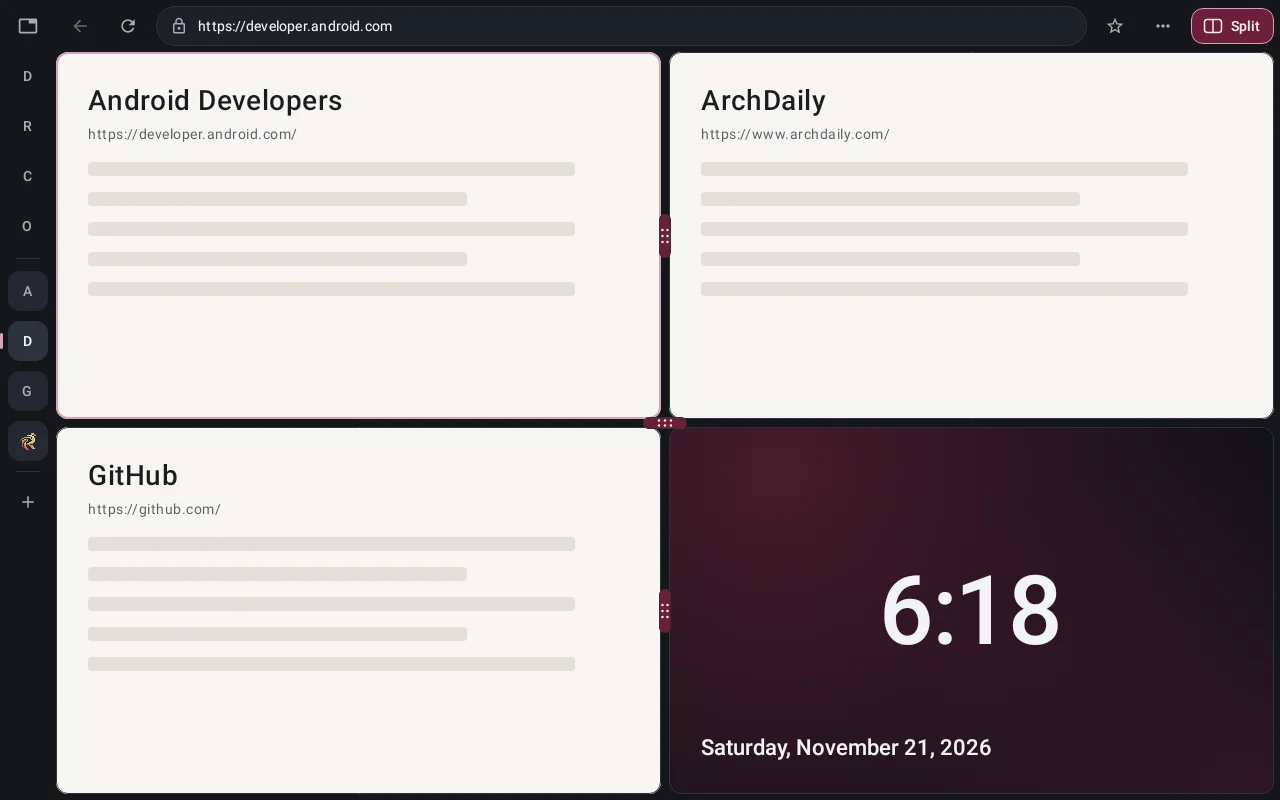 https://developer.android.com
Split
D
R
C
O
A
D
G
Android Developers
https://developer.android.com/
ArchDaily
https://www.archdaily.com/
GitHub
https://github.com/
6:18
Saturday, November 21, 2026